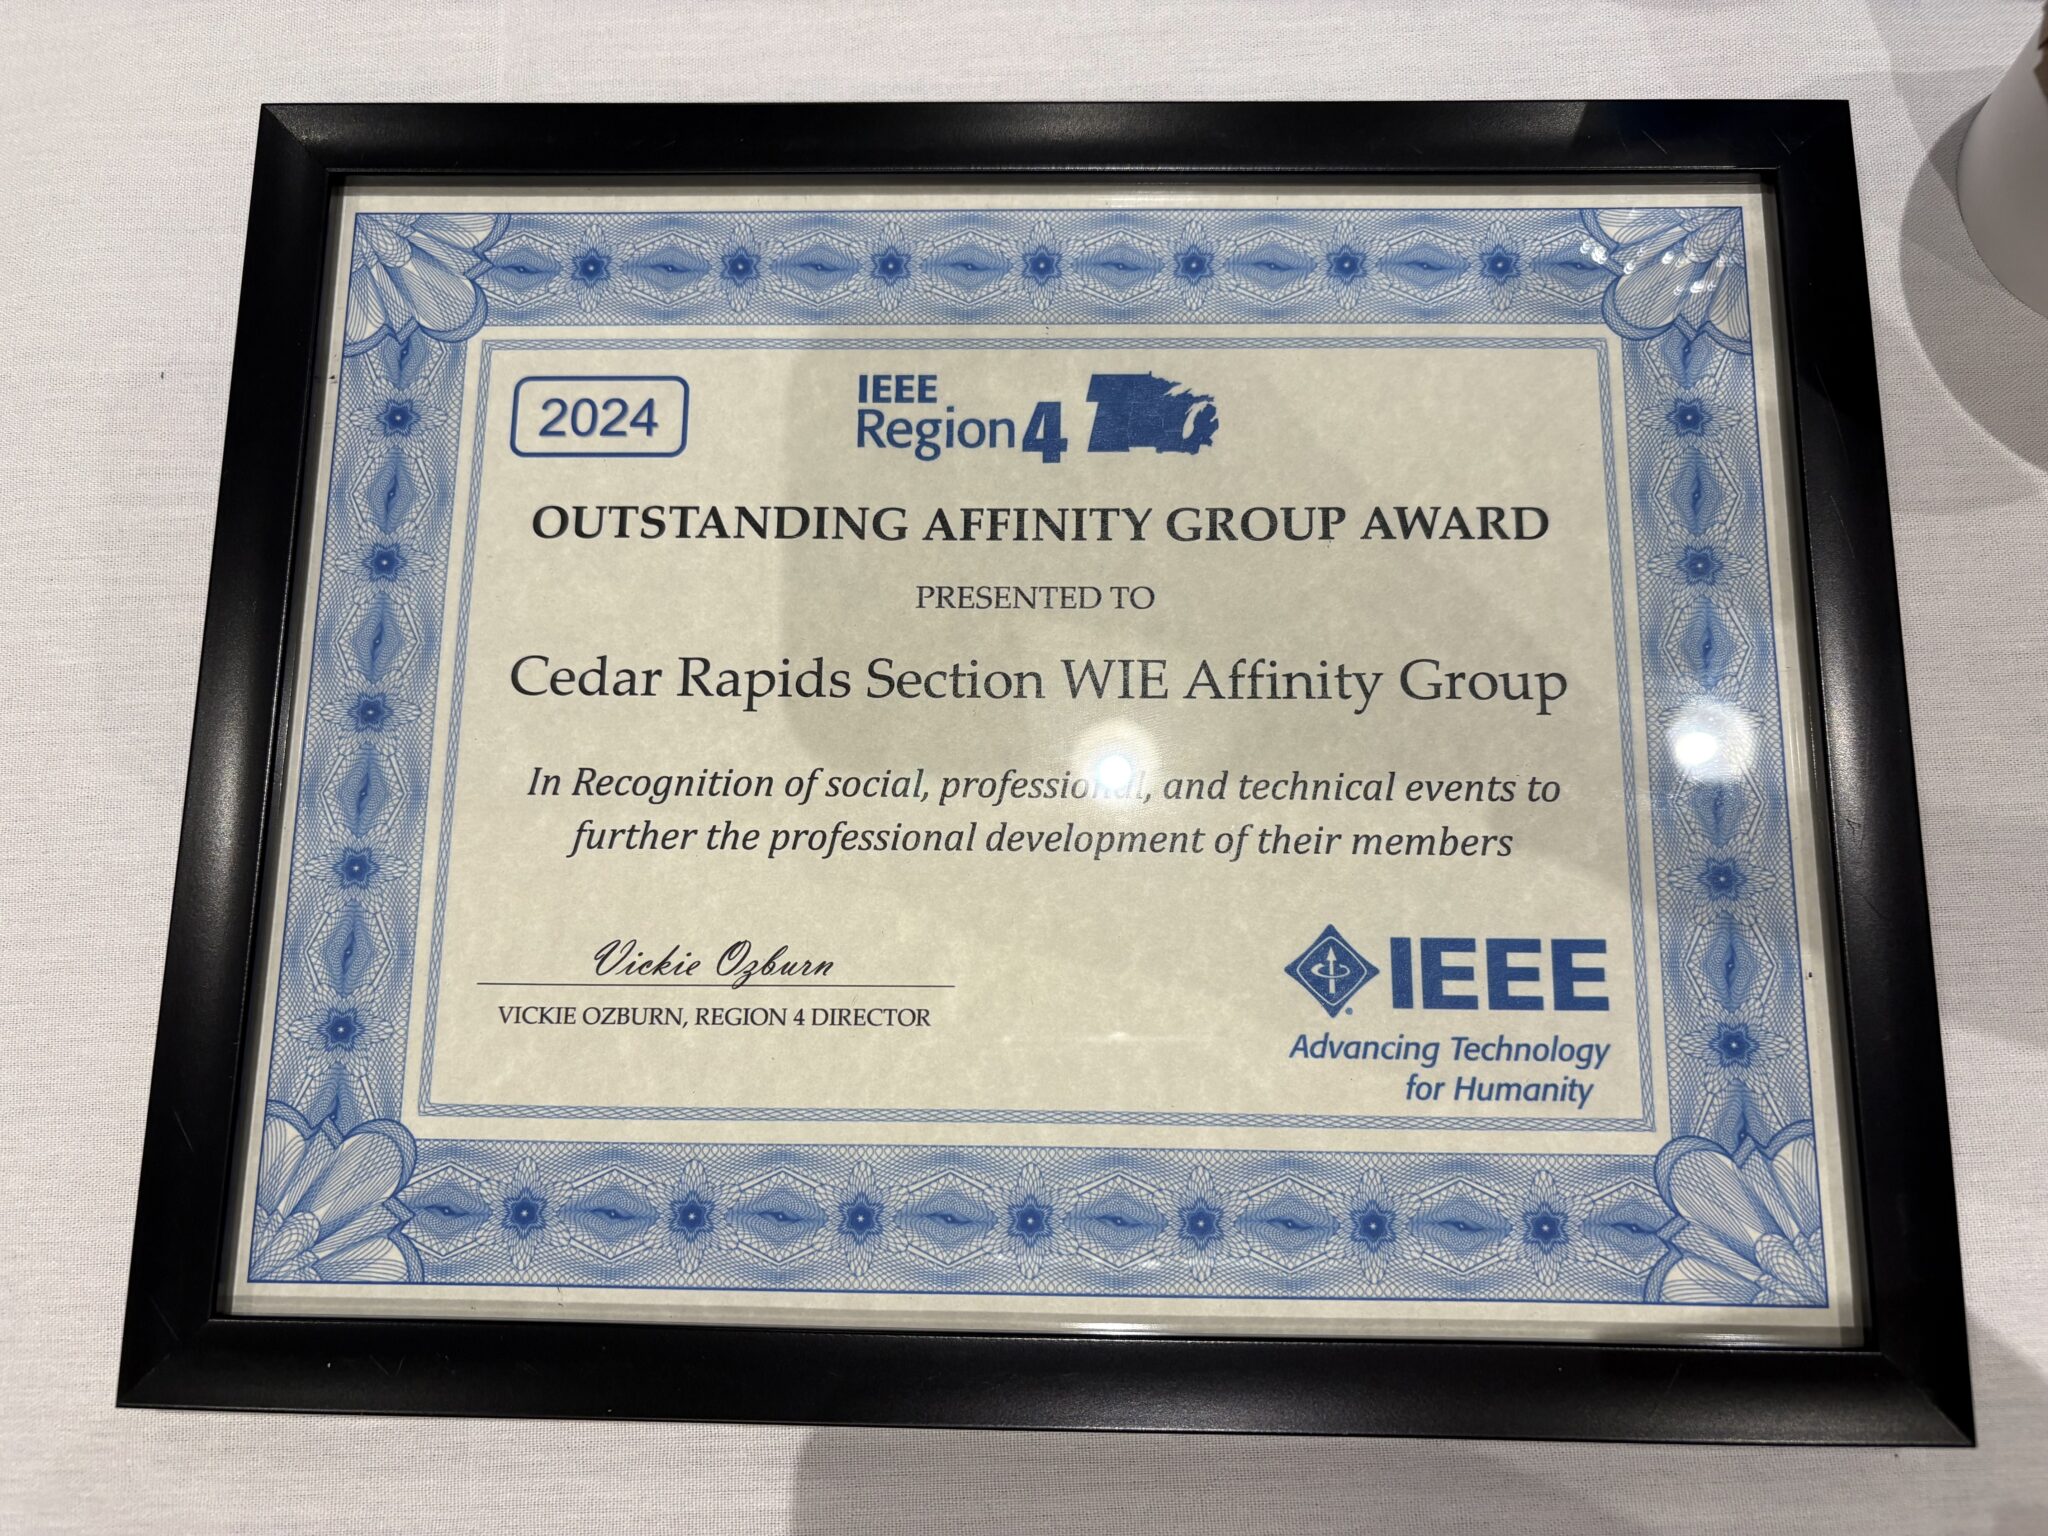 2024
IEEE
Region 4
OUTSTANDING AFFINITY GROUP AWARD
PRESENTED TO
Cedar Rapids Section WIE Affinity Group
In Recognition of social, professional, and technical events to
further the professional development of their members
Vickie Ozburn
VICKIE OZBURN, REGION 4 DIRECTOR
IEEE
Advancing Technology
for Humanity